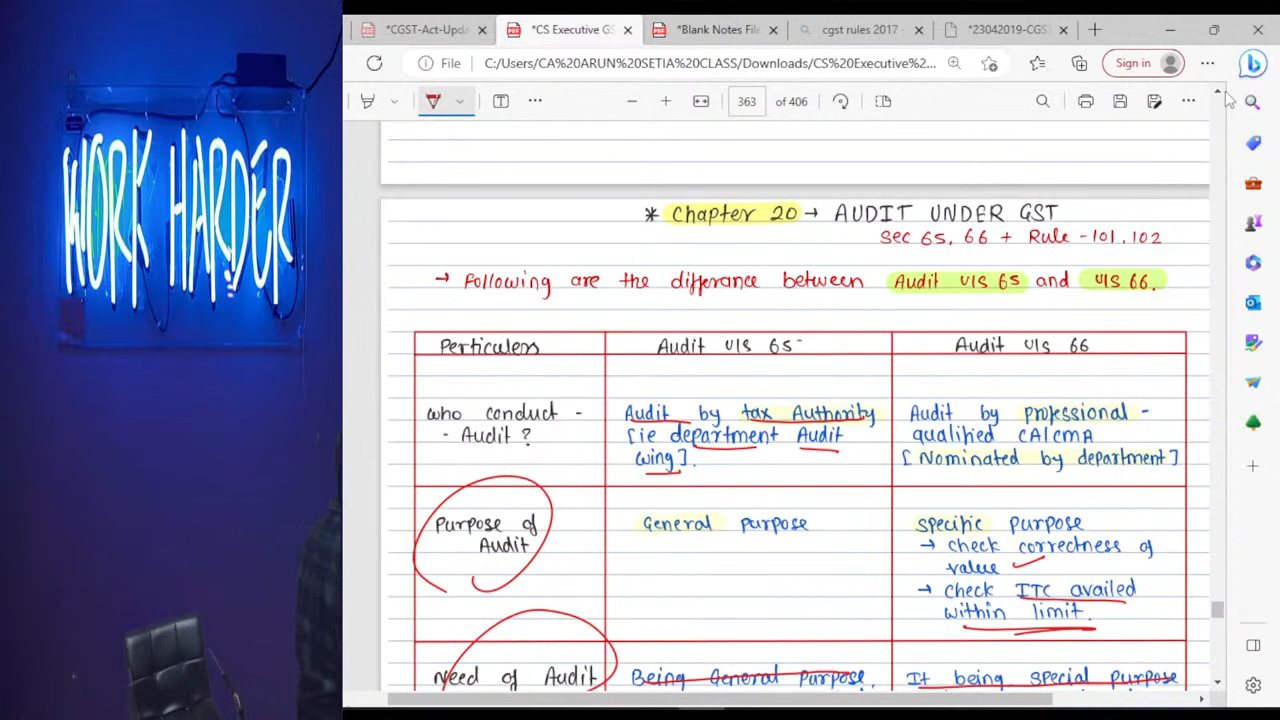 WORK HARDER
*CGST-Act-Upd
*CS Executive G
*Blank Notes File
cgst rules 2017
*23042019-CGS
File
C:/Users/CA%20ARUN%20SETIA%20CLASS/Downloads/CS%20Executive%...
Sign in
363 of 406
* Chapter 20 → AUDIT UNDER GST
Sec 65, 66 + Rule -101, 102
→ Following are the differance between Audit U/S 65 and U/S 66.
Perticulers
Audit U/S 65
Audit U/S 66
who conduct -
- Audit ?
Audit by tax Authority
[ie department Audit
wing].
Audit by professional -
qualified CA/CMA
[Nominated by department]
Purpose of
Audit
General purpose
specific purpose
→ check correctness of
value
→ check ITC availed
within limit.
Need of Audit
Being General Purpose,
It being special purpose